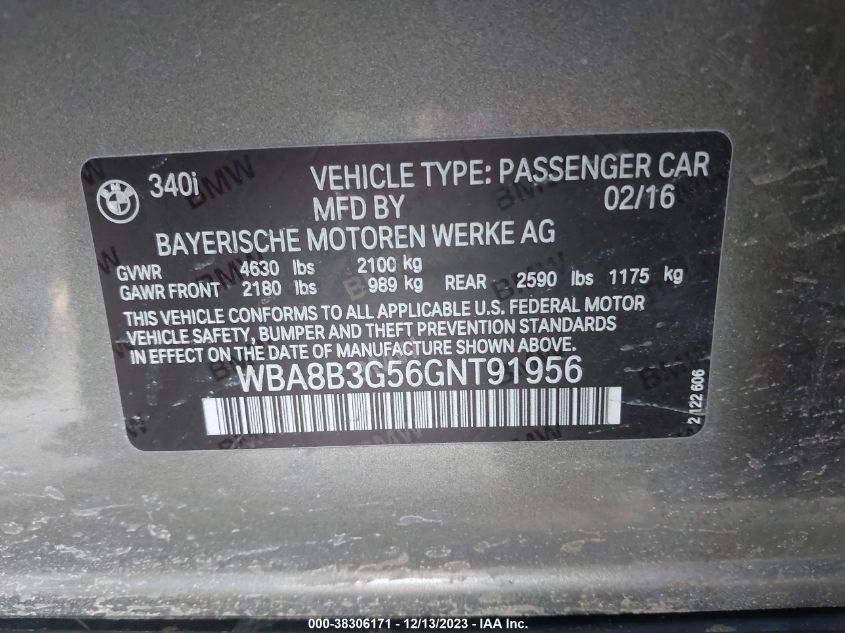 340i VEHICLE TYPE: PASSENGER CAR
MFD BY 02/16
BAYERISCHE MOTOREN WERKE AG
GVWR 4630 lbs 2100 kg
GAWR FRONT 2180 lbs 989 kg REAR 2590 lbs 1175 kg
THIS VEHICLE CONFORMS TO ALL APPLICABLE U.S. FEDERAL MOTOR
VEHICLE SAFETY, BUMPER AND THEFT PREVENTION STANDARDS
IN EFFECT ON THE DATE OF MANUFACTURE SHOWN ABOVE.
WBA8B3G56GNT91956
2 122 606
000-38306171 - 12/13/2023 - IAA Inc.